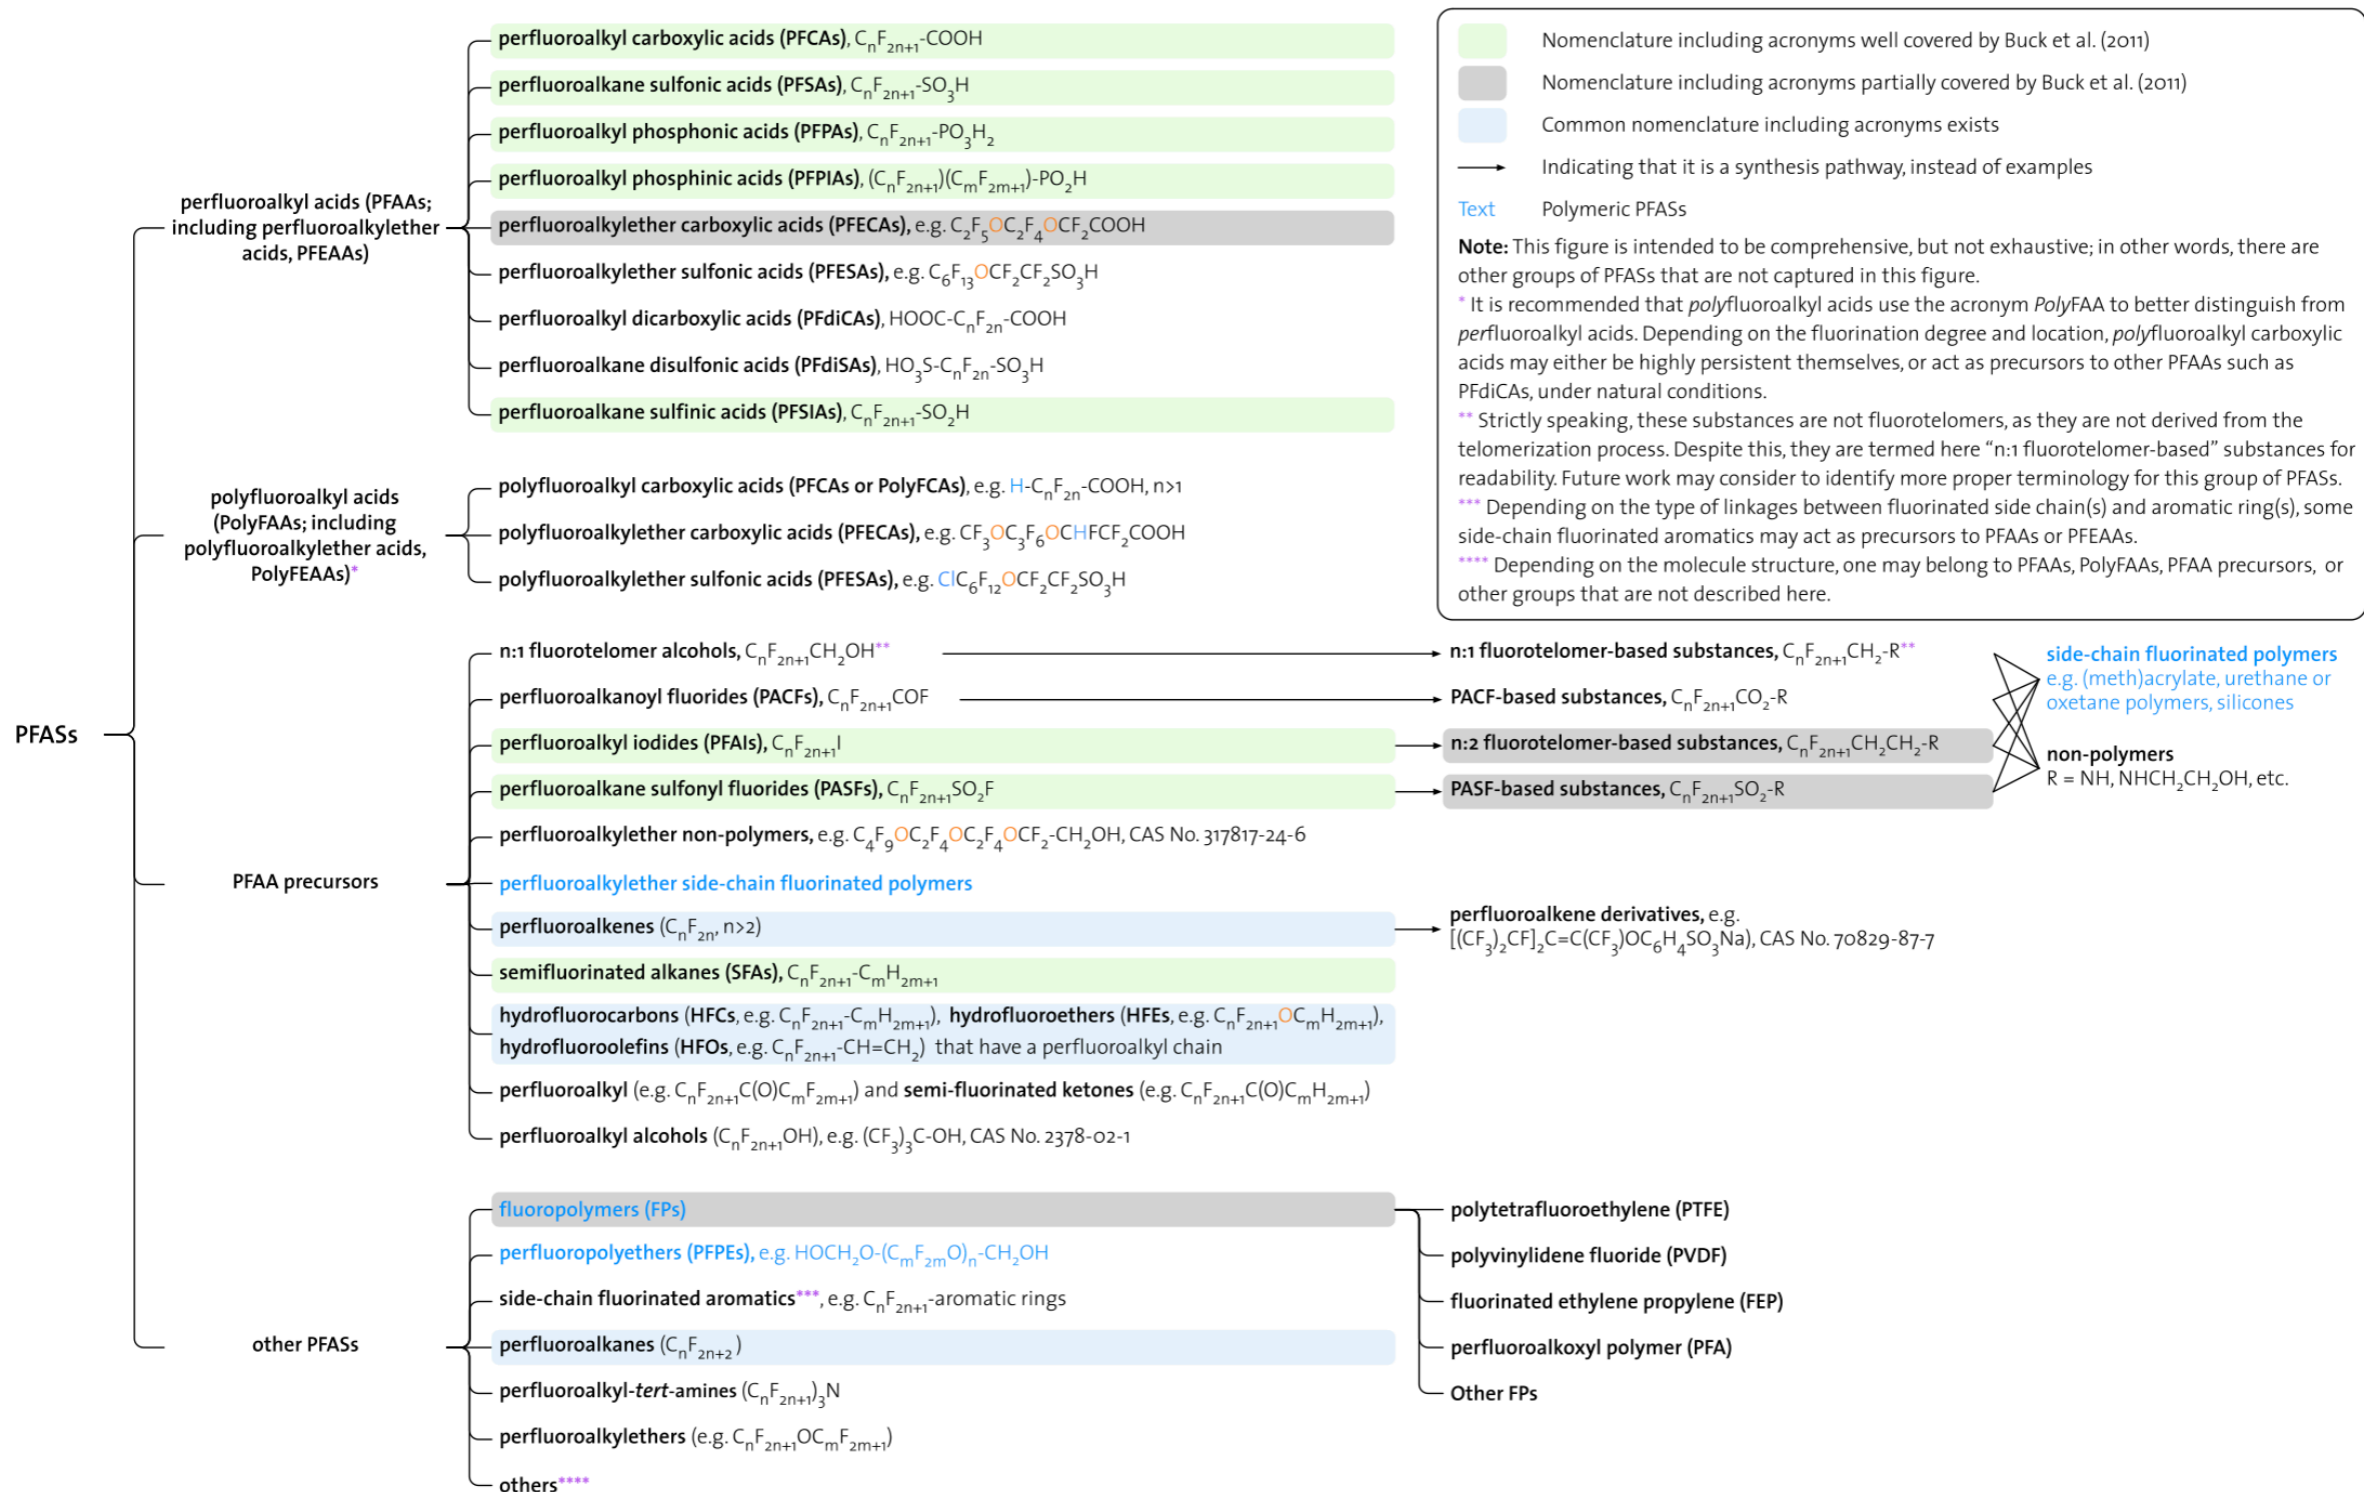 perfluoroalkyl carboxylic acids (PFCAs), CnF2n+1-COOH
perfluoroalkane sulfonic acids (PFSAs), CnF2n+1-SO3H
perfluoroalkyl phosphonic acids (PFPAs), CnF2n+1-PO3H2
perfluoroalkyl phosphinic acids (PFPIAs), (CnF2n+1)(CmF2m+1)-PO2H
perfluoroalkyl acids (PFAAs;
including perfluoroalkylether
acids, PFEAAs)
perfluoroalkylether carboxylic acids (PFECAs), e.g. C2F5OC2F4OCF2COOH
perfluoroalkylether sulfonic acids (PFESAs), e.g. C6F13OCF2CF2SO3H
perfluoroalkyl dicarboxylic acids (PFdiCAs), HOOC-CnF2n-COOH
perfluoroalkane disulfonic acids (PFdiSAs), HO3S-CnF2n-SO3H
perfluoroalkane sulfinic acids (PFSIAs), CnF2n+1-SO2H
polyfluoroalkyl acids
(PolyFAAs; including
polyfluoroalkylether acids,
PolyFEAAs)*
polyfluoroalkyl carboxylic acids (PFCAs or PolyFCAs), e.g. H-CnF2n-COOH, n>1
polyfluoroalkylether carboxylic acids (PFECAs), e.g. CF3OC3F6OCHFCF2COOH
polyfluoroalkylether sulfonic acids (PFESAs), e.g. ClC6F12OCF2CF2SO3H
Nomenclature including acronyms well covered by Buck et al. (2011)
Nomenclature including acronyms partially covered by Buck et al. (2011)
Common nomenclature including acronyms exists
Indicating that it is a synthesis pathway, instead of examples
Text Polymeric PFASs
Note: This figure is intended to be comprehensive, but not exhaustive; in other words, there are
other groups of PFASs that are not captured in this figure.
* It is recommended that polyfluoroalkyl acids use the acronym PolyFAA to better distinguish from
perfluoroalkyl acids. Depending on the fluorination degree and location, polyfluoroalkyl carboxylic
acids may either be highly persistent themselves, or act as precursors to other PFAAs such as
PFdiCAs, under natural conditions.
** Strictly speaking, these substances are not fluorotelomers, as they are not derived from the
telomerization process. Despite this, they are termed here “n:1 fluorotelomer-based” substances for
readability. Future work may consider to identify more proper terminology for this group of PFASs.
*** Depending on the type of linkages between fluorinated side chain(s) and aromatic ring(s), some
side-chain fluorinated aromatics may act as precursors to PFAAs or PFEAAs.
**** Depending on the molecule structure, one may belong to PFAAs, PolyFAAs, PFAA precursors, or
other groups that are not described here.
PFASs
PFAA precursors
n:1 fluorotelomer alcohols, CnF2n+1CH2OH**
n:1 fluorotelomer-based substances, CnF2n+1CH2-R**
perfluoroalkanoyl fluorides (PACFs), CnF2n+1COF
PACF-based substances, CnF2n+1CO2-R
perfluoroalkyl iodides (PFAIs), CnF2n+1I
n:2 fluorotelomer-based substances, CnF2n+1CH2CH2-R
perfluoroalkane sulfonyl fluorides (PASFs), CnF2n+1SO2F
PASF-based substances, CnF2n+1SO2-R
side-chain fluorinated polymers
e.g. (meth)acrylate, urethane or
oxetane polymers, silicones
non-polymers
R = NH, NHCH2CH2OH, etc.
perfluoroalkylether non-polymers, e.g. C4F9OC2F4OC2F4OCF2-CH2OH, CAS No. 317817-24-6
perfluoroalkylether side-chain fluorinated polymers
perfluoroalkenes (CnF2n, n>2)
perfluoroalkene derivatives, e.g.
[(CF3)2CF]2C=C(CF3)OC6H4SO3Na), CAS No. 70829-87-7
semifluorinated alkanes (SFAs), CnF2n+1-CmH2m+1
hydrofluorocarbons (HFCs, e.g. CnF2n+1-CmH2m+1), hydrofluoroethers (HFEs, e.g. CnF2n+1OCmH2m+1),
hydrofluoroolefins (HFOs, e.g. CnF2n+1-CH=CH2) that have a perfluoroalkyl chain
perfluoroalkyl (e.g. CnF2n+1C(O)CmF2m+1) and semi-fluorinated ketones (e.g. CnF2n+1C(O)CmH2m+1)
perfluoroalkyl alcohols (CnF2n+1OH), e.g. (CF3)3C-OH, CAS No. 2378-02-1
other PFASs
fluoropolymers (FPs)
perfluoropolyethers (PFPEs), e.g. HOCH2O-(CmF2mO)n-CH2OH
side-chain fluorinated aromatics***, e.g. CnF2n+1-aromatic rings
perfluoroalkanes (CnF2n+2)
perfluoroalkyl-tert-amines (CnF2n+1)3N
perfluoroalkylethers (e.g. CnF2n+1OCmF2m+1)
others****
polytetrafluoroethylene (PTFE)
polyvinylidene fluoride (PVDF)
fluorinated ethylene propylene (FEP)
perfluoroalkoxyl polymer (PFA)
Other FPs